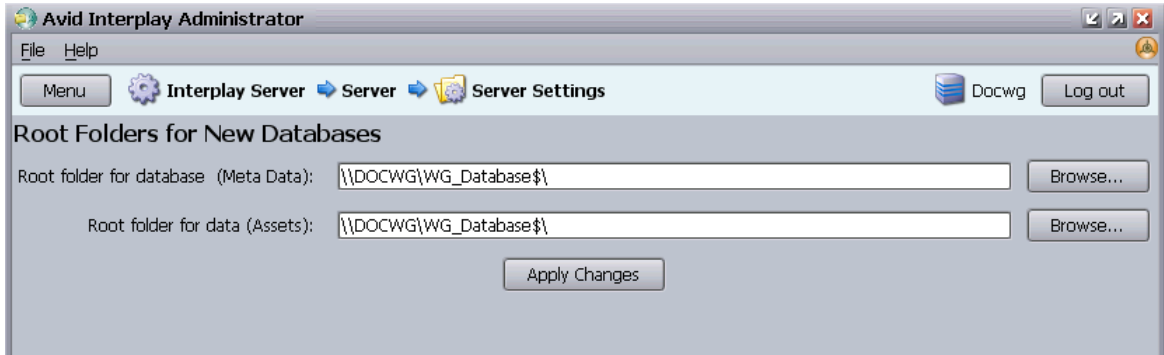 Avid Interplay Administrator
File Help
Menu Interplay Server Server Server Settings Docwg Log out
Root Folders for New Databases
Root folder for database (Meta Data): \\DOCWG\WG_Database$\ Browse...
Root folder for data (Assets): \\DOCWG\WG_Database$\ Browse...
Apply Changes